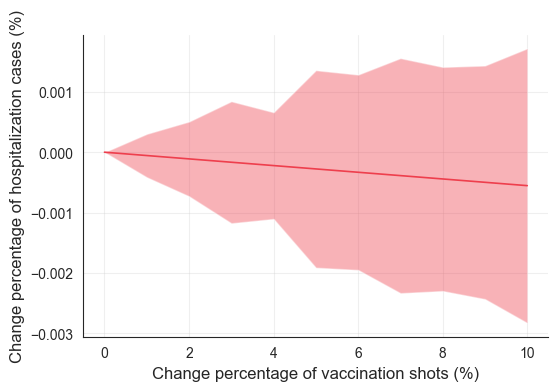 Change percentage of hospitalization cases (%)
0.001
0.000
−0.001
−0.002
−0.003
0 2 4 6 8 10
Change percentage of vaccination shots (%)